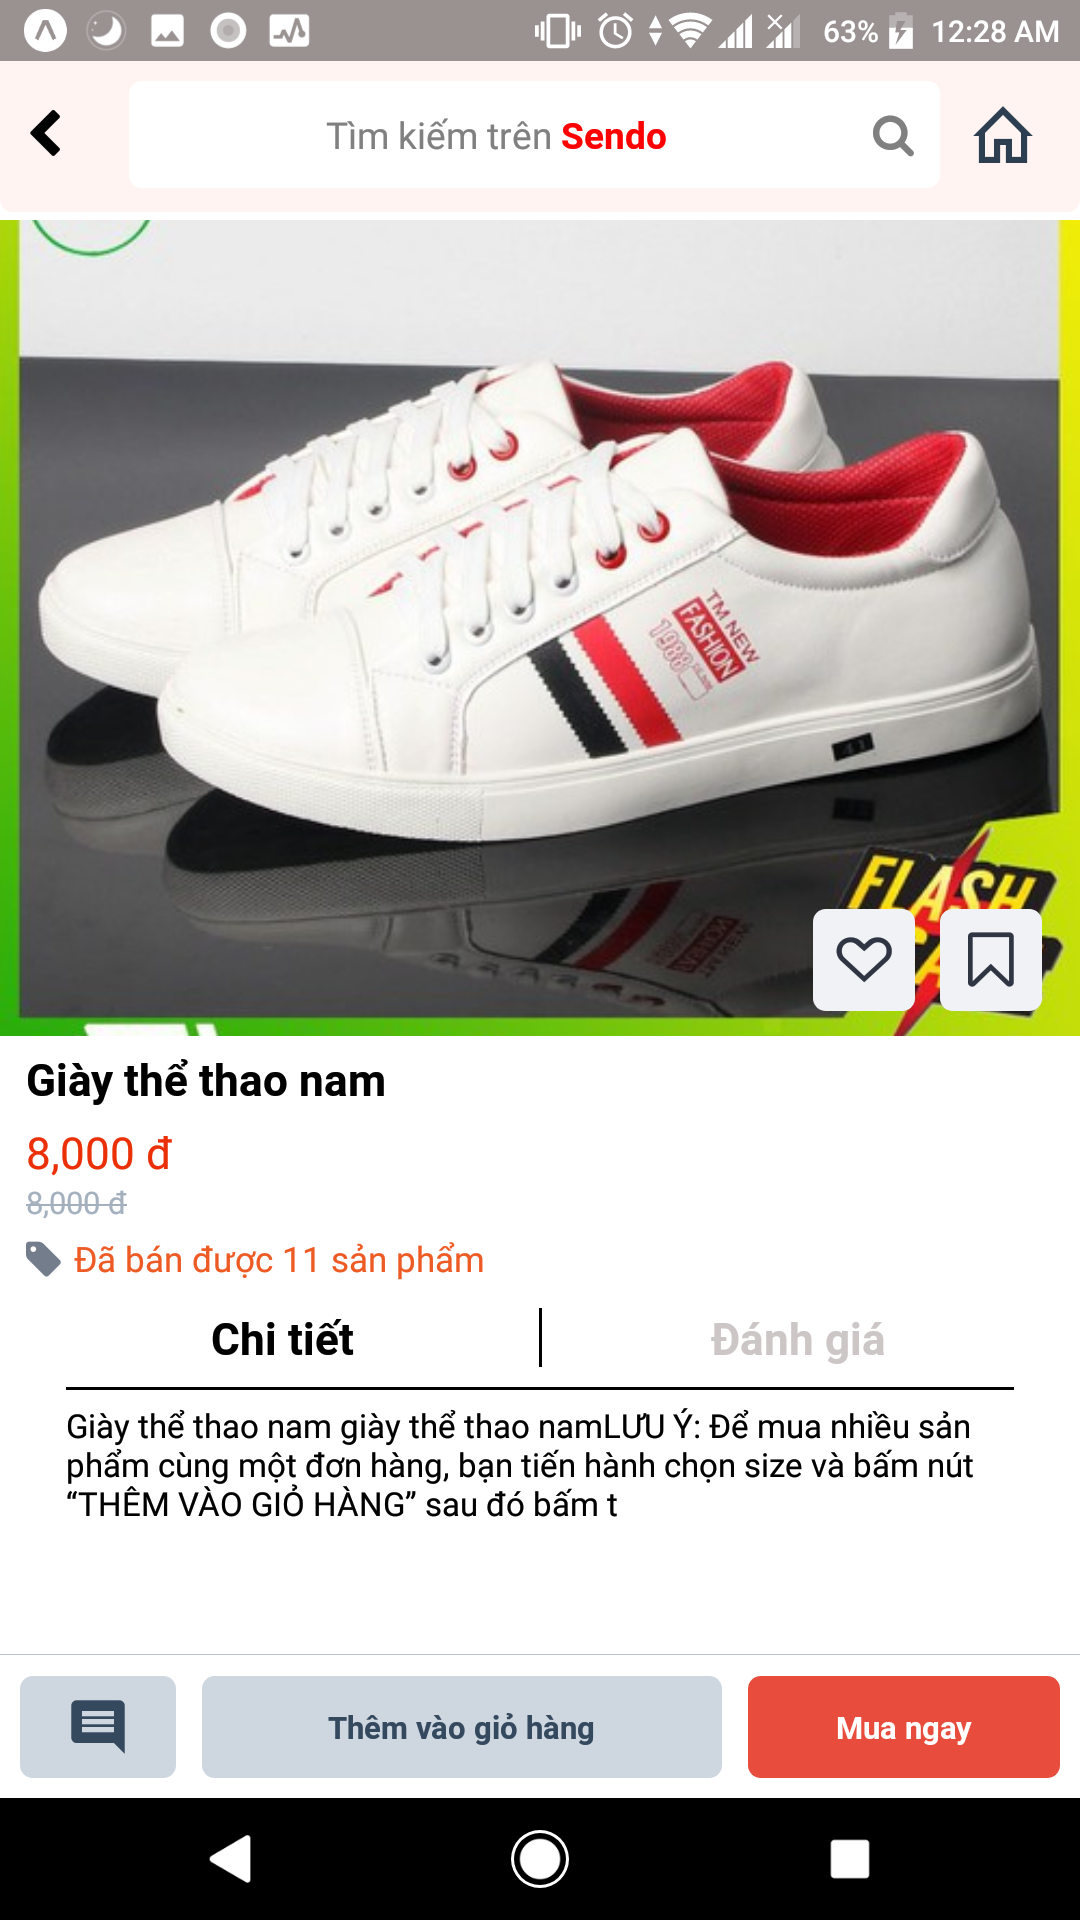 63% 12:28 AM
Tìm kiếm trên Sendo
TM NEW
FASHION
1988
41
FLASH
Giày thể thao nam
8,000 đ
8,000 đ
Đã bán được 11 sản phẩm
Chi tiết
Đánh giá
Giày thể thao nam giày thể thao namLƯU Ý: Để mua nhiều sản
phẩm cùng một đơn hàng, bạn tiến hành chọn size và bấm nút
“THÊM VÀO GIỎ HÀNG” sau đó bấm t
Thêm vào giỏ hàng
Mua ngay